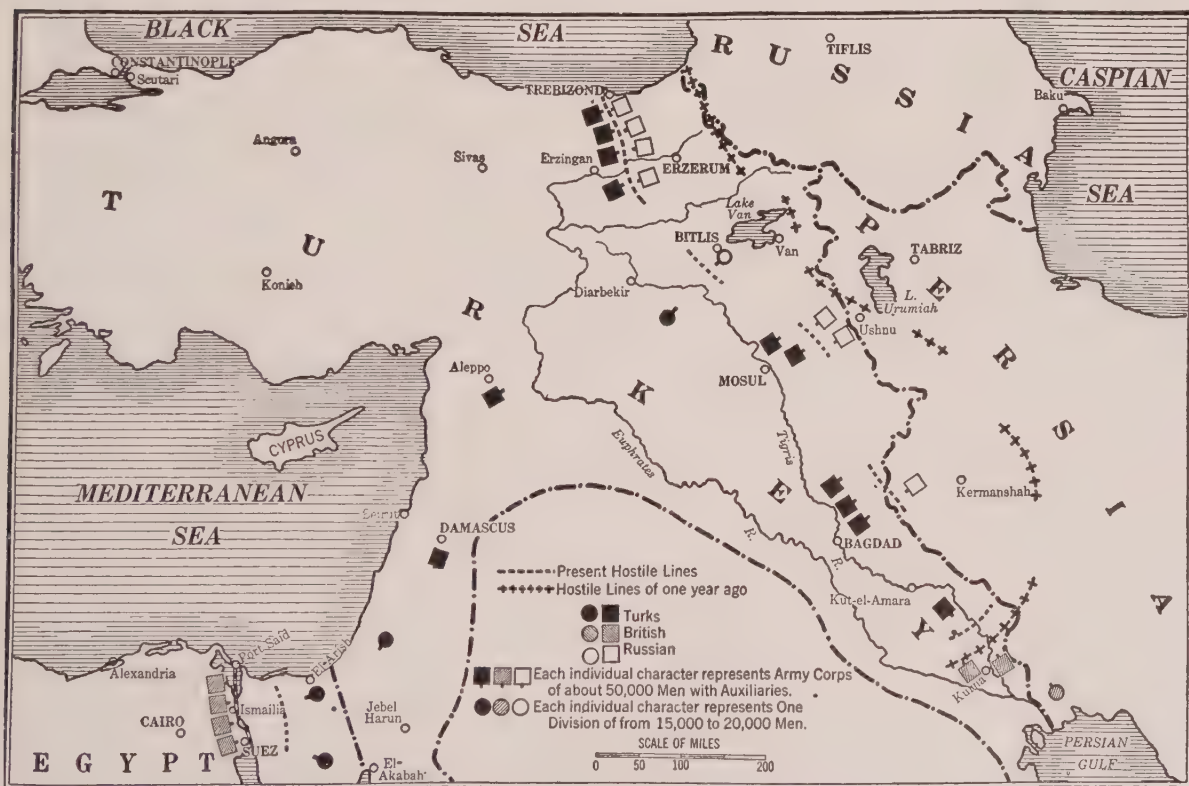 BLACK
SEA
CONSTANTINOPLE
Scutari
TREBIZOND
RUSSIA
TIFLIS
CASPIAN
SEA
Baku
Angora
Sivas
Erzingan
ERZERUM
TURKEY
Lake
Van
BITLIS
Van
PERSIA
TABRIZ
L.
Urumiah
Konieh
Diarbekir
Ushnu
Aleppo
MOSUL
CYPRUS
Euphrates
R.
Tigris
R.
Kermanshah
MEDITERRANEAN
SEA
Beirut
DAMASCUS
BAGDAD
Kut-el-Amara
Present Hostile Lines
Hostile Lines of one year ago
Turks
British
Russian
Each individual character represents Army Corps
of about 50,000 Men with Auxiliaries.
Each individual character represents One
Division of from 15,000 to 20,000 Men.
SCALE OF MILES
0 50 100 200
Port Said
El-Arish
Alexandria
Ismailia
CAIRO
SUEZ
Jebel
Harun
El-
Akabah
EGYPT
Kurna
PERSIAN
GULF